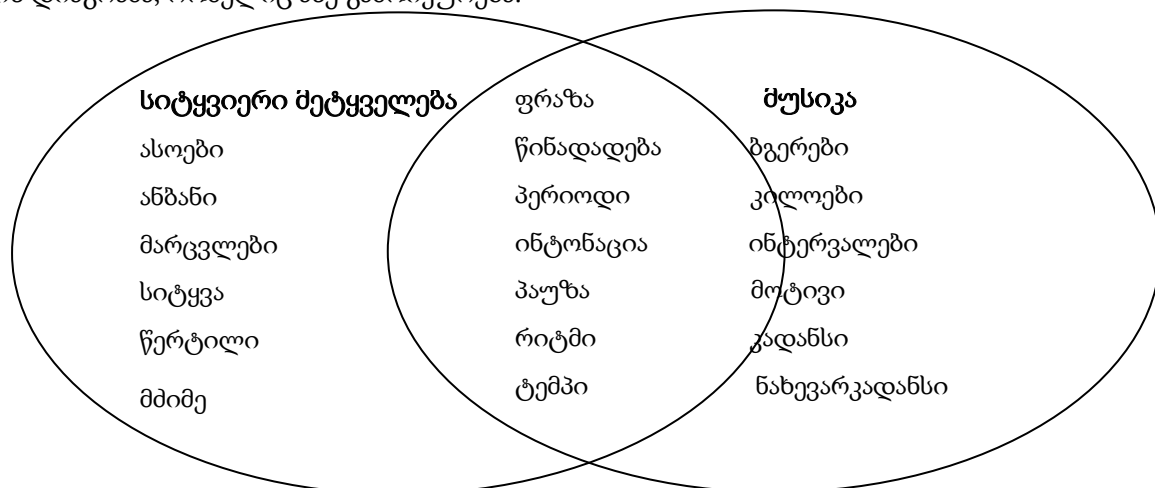 სიტყვიერი მეტყველება
ასოები
ანბანი
მარცვლები
სიტყვა
წერტილი
მძიმე
ფრაზა
წინადადება
პერიოდი
ინტონაცია
პაუზა
რიტმი
ტემპი
მუსიკა
ბგერები
კილოები
ინტერვალები
მოტივი
კადანსი
ნახევარკადანსი